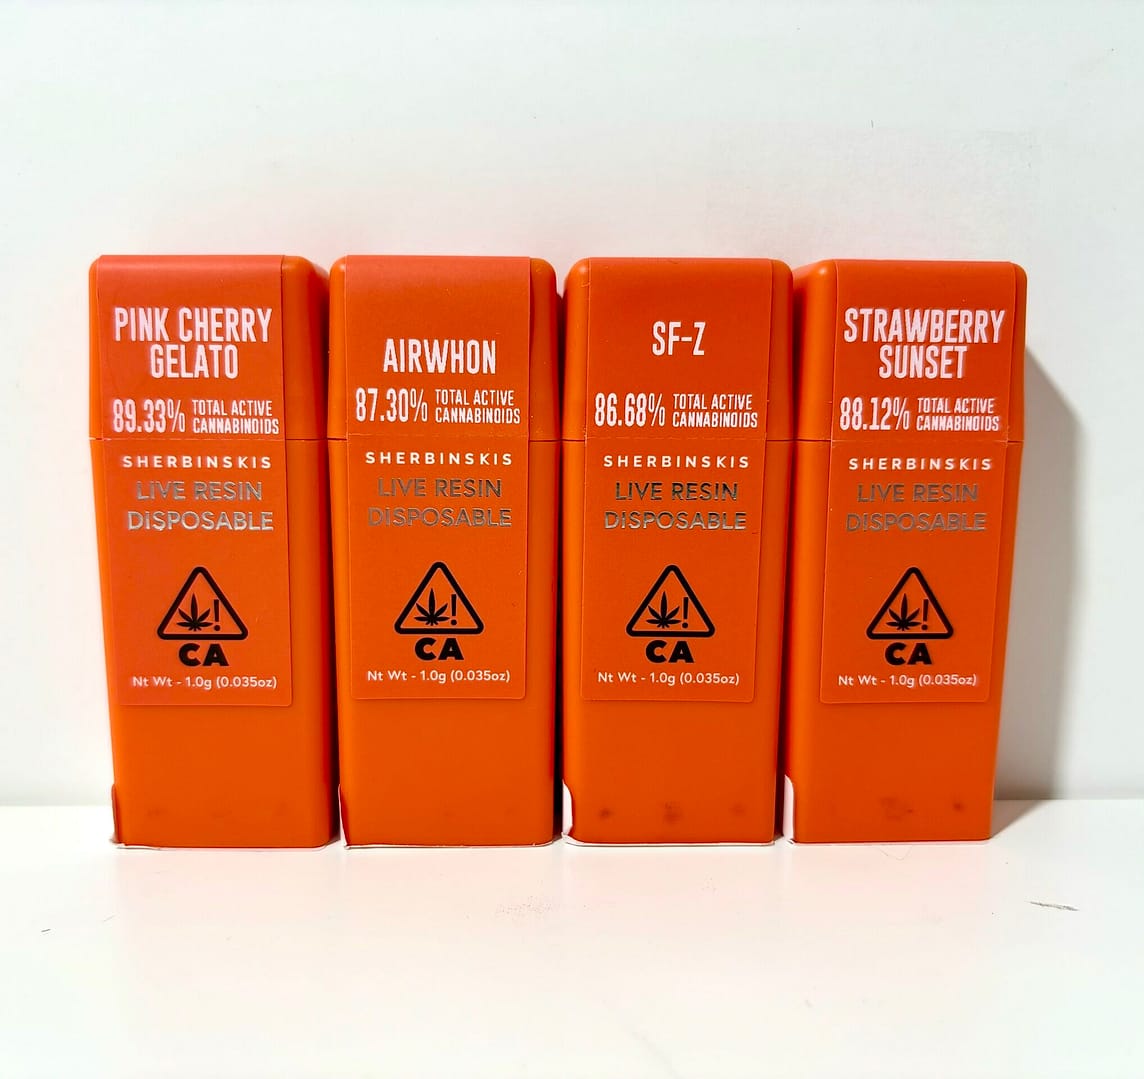 PINK CHERRY
GELATO
89.33% TOTAL ACTIVE
CANNABINOIDS
SHERBINSKIS
LIVE RESIN
DISPOSABLE
!
CA
Nt Wt - 1.0g (0.035oz)
AIRWHON
87.30% TOTAL ACTIVE
CANNABINOIDS
SHERBINSKIS
LIVE RESIN
DISPOSABLE
!
CA
Nt Wt - 1.0g (0.035oz)
SF-Z
86.68% TOTAL ACTIVE
CANNABINOIDS
SHERBINSKIS
LIVE RESIN
DISPOSABLE
!
CA
Nt Wt - 1.0g (0.035oz)
STRAWBERRY
SUNSET
88.12% TOTAL ACTIVE
CANNABINOIDS
SHERBINSKIS
LIVE RESIN
DISPOSABLE
!
CA
Nt Wt - 1.0g (0.035oz)